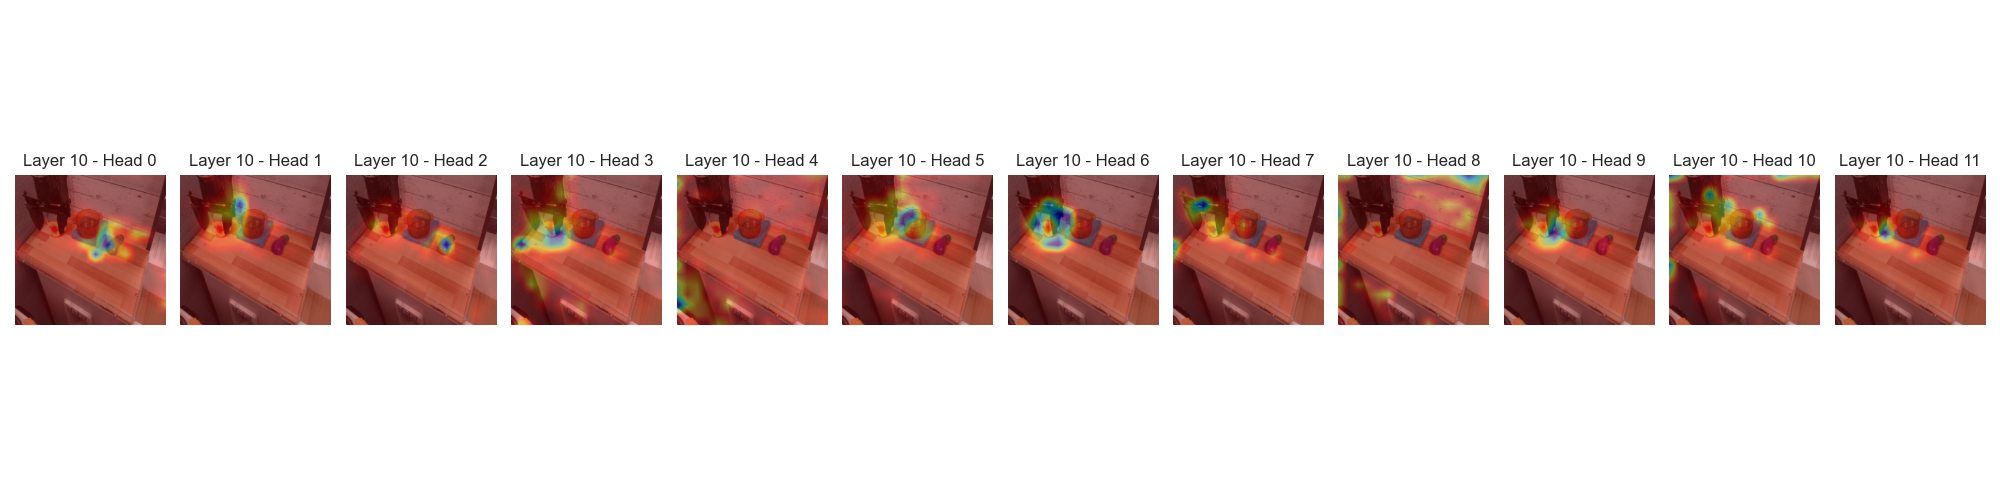 Layer 10 - Head 0
Layer 10 - Head 1
Layer 10 - Head 2
Layer 10 - Head 3
Layer 10 - Head 4
Layer 10 - Head 5
Layer 10 - Head 6
Layer 10 - Head 7
Layer 10 - Head 8
Layer 10 - Head 9
Layer 10 - Head 10
Layer 10 - Head 11